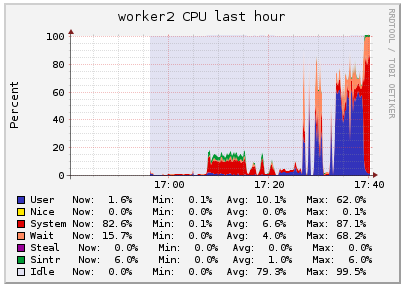 worker2 CPU last hour
RRDTOOL / TOBI OETIKER
Percent
100
80
60
40
20
0
17:00 17:20 17:40
User Now: 1.6% Min: 0.1% Avg: 10.1% Max: 62.0%
Nice Now: 0.0% Min: 0.0% Avg: 0.0% Max: 0.1%
System Now: 82.6% Min: 0.1% Avg: 6.6% Max: 87.1%
Wait Now: 15.7% Min: 0.0% Avg: 4.0% Max: 68.2%
Steal Now: 0.0% Min: 0.0% Avg: 0.0% Max: 0.0%
Sintr Now: 6.0% Min: 0.0% Avg: 1.0% Max: 6.0%
Idle Now: 0.0% Min: 0.0% Avg: 79.3% Max: 99.5%